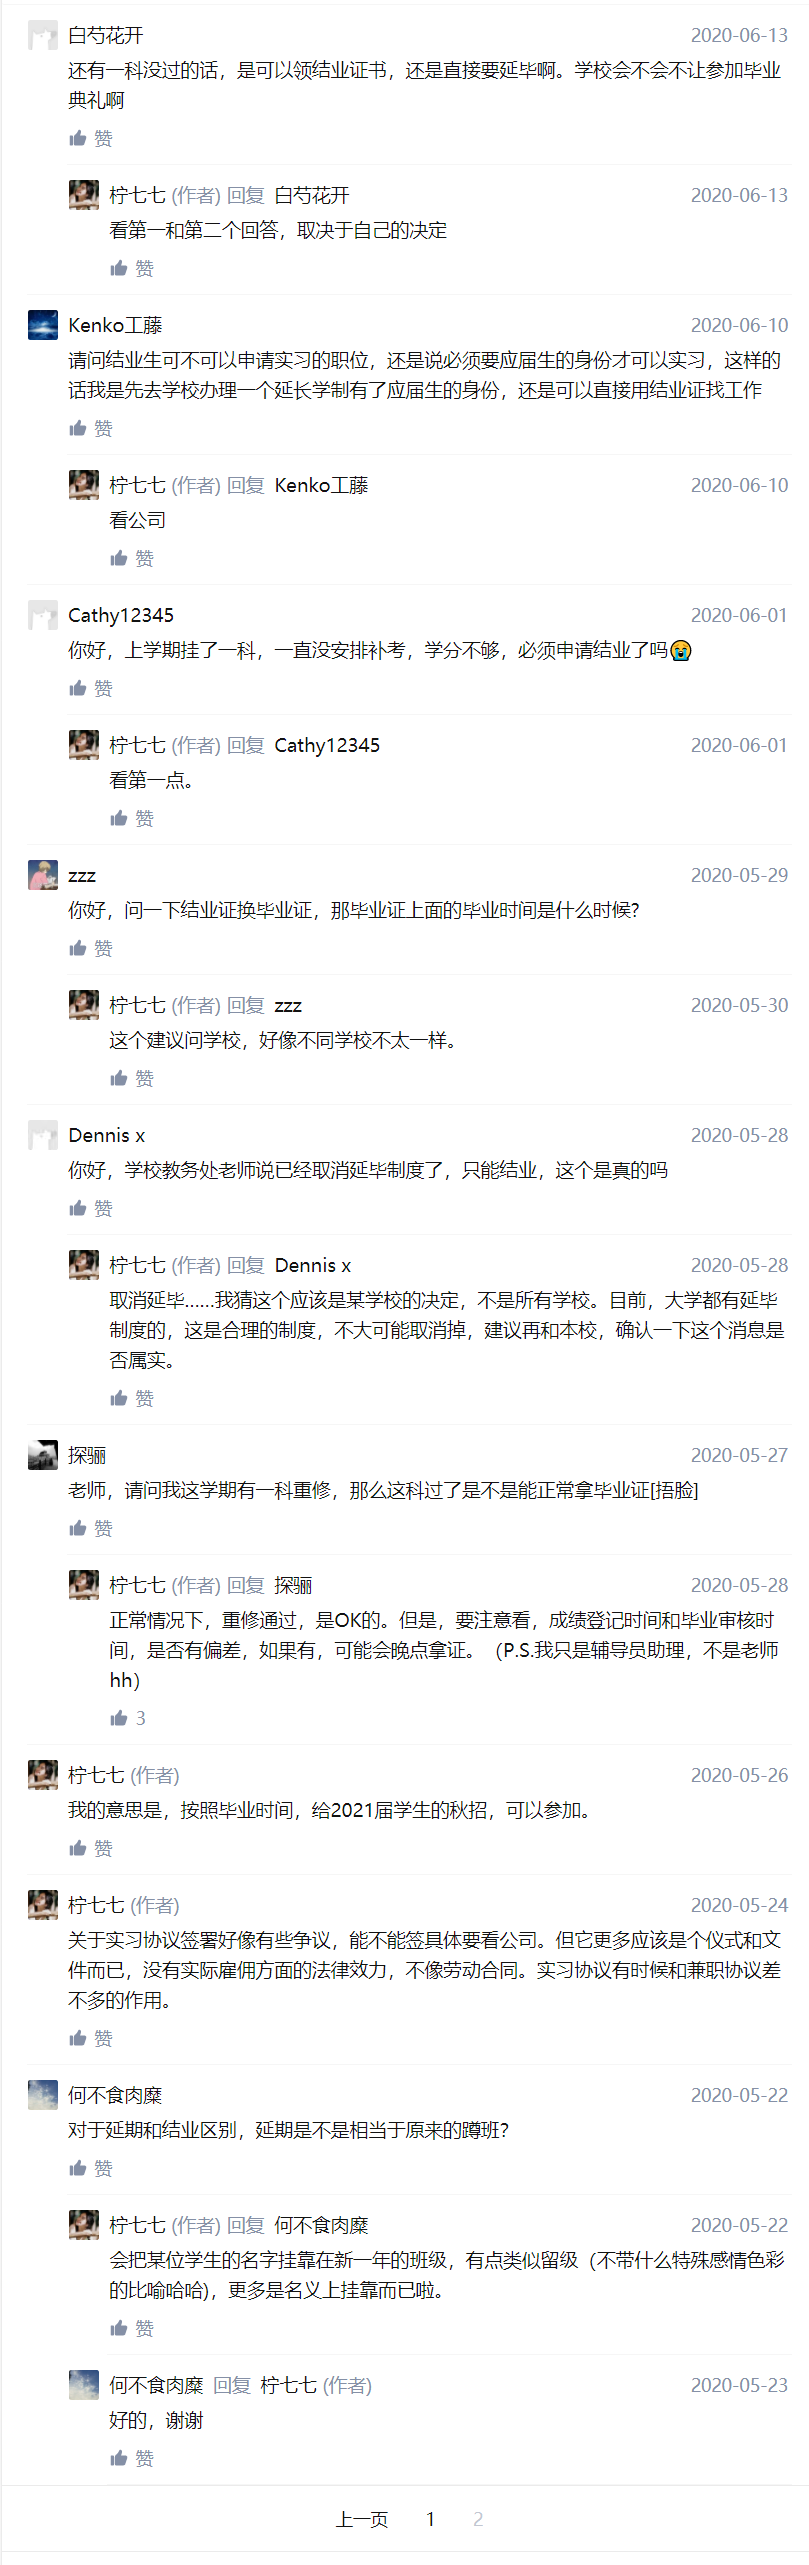 白芍花开 2020-06-13
还有一科没过的话，是可以领结业证书，还是直接要延毕啊。学校会不会不让参加毕业
典礼啊
赞
柠七七 (作者) 回复 白芍花开 2020-06-13
看第一和第二个回答，取决于自己的决定
赞
Kenko工藤 2020-06-10
请问结业生可不可以申请实习的职位，还是说必须要应届生的身份才可以实习，这样的
话我是先去学校办理一个延长学制有了应届生的身份，还是可以直接用结业证找工作
赞
柠七七 (作者) 回复 Kenko工藤 2020-06-10
看公司
赞
Cathy12345 2020-06-01
你好，上学期挂了一科，一直没安排补考，学分不够，必须申请结业了吗😭
赞
柠七七 (作者) 回复 Cathy12345 2020-06-01
看第一点。
赞
zzz 2020-05-29
你好，问一下结业证换毕业证，那毕业证上面的毕业时间是什么时候?
赞
柠七七 (作者) 回复 zzz 2020-05-30
这个建议问学校，好像不同学校不太一样。
赞
Dennis x 2020-05-28
你好，学校教务处老师说已经取消延毕制度了，只能结业，这个是真的吗
赞
柠七七 (作者) 回复 Dennis x 2020-05-28
取消延毕......我猜这个应该是某学校的决定，不是所有学校。目前，大学都有延毕
制度的，这是合理的制度，不大可能取消掉，建议再和本校，确认一下这个消息是
否属实。
赞
探骊 2020-05-27
老师，请问我这学期有一科重修，那么这科过了是不是能正常拿毕业证[捂脸]
赞
柠七七 (作者) 回复 探骊 2020-05-28
正常情况下，重修通过，是OK的。但是，要注意看，成绩登记时间和毕业审核时
间，是否有偏差，如果有，可能会晚点拿证。（P.S.我只是辅导员助理，不是老师
hh）
3
柠七七 (作者) 2020-05-26
我的意思是，按照毕业时间，给2021届学生的秋招，可以参加。
赞
柠七七 (作者) 2020-05-24
关于实习协议签署好像有些争议，能不能签具体要看公司。但它更多应该是个仪式和文
件而已，没有实际雇佣方面的法律效力，不像劳动合同。实习协议有时候和兼职协议差
不多的作用。
赞
何不食肉糜 2020-05-22
对于延期和结业区别，延期是不是相当于原来的蹲班?
赞
柠七七 (作者) 回复 何不食肉糜 2020-05-22
会把某位学生的名字挂靠在新一年的班级，有点类似留级（不带什么特殊感情色彩
的比喻哈哈)，更多是名义上挂靠而已啦。
赞
何不食肉糜 回复 柠七七 (作者) 2020-05-23
好的，谢谢
赞
上一页 1 2